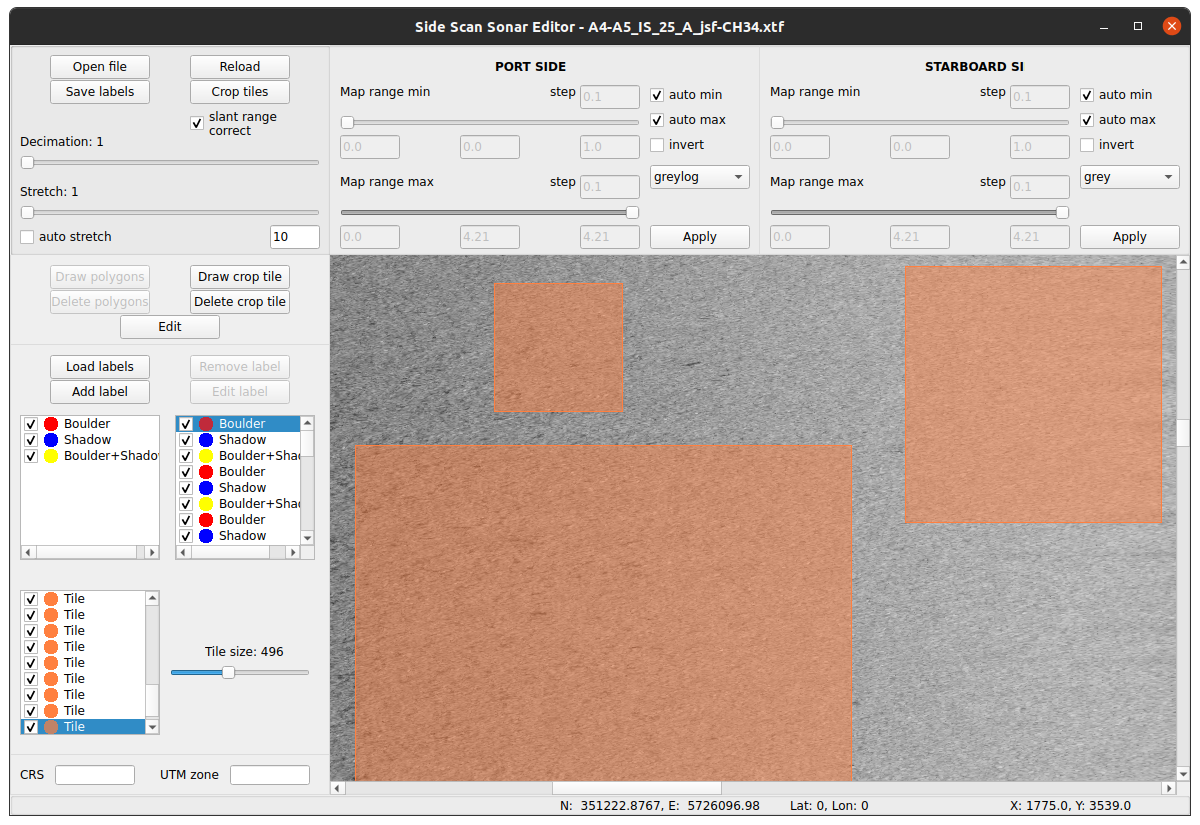 Side Scan Sonar Editor - A4-A5_IS_25_A_jsf-CH34.xtf
Open file
Reload
Save labels
Crop tiles
slant range
correct
Decimation: 1
Stretch: 1
auto stretch
10
PORT SIDE
Map range min
step
0.1
auto min
auto max
0.0
0.0
1.0
invert
Map range max
step
0.1
greylog
0.0
4.21
4.21
Apply
STARBOARD SI
Map range min
step
0.1
auto min
auto max
0.0
0.0
1.0
invert
Map range max
step
0.1
grey
0.0
4.21
4.21
Apply
Draw polygons
Draw crop tile
Delete polygons
Delete crop tile
Edit
Load labels
Remove label
Add label
Edit label
Boulder
Shadow
Boulder+Shado
Boulder
Shadow
Boulder+Shad
Boulder
Shadow
Boulder+Shad
Boulder
Shadow
Tile
Tile
Tile
Tile
Tile
Tile
Tile
Tile
Tile
Tile size: 496
CRS
UTM zone
N: 351222.8767, E: 5726096.98
Lat: 0, Lon: 0
X: 1775.0, Y: 3539.0